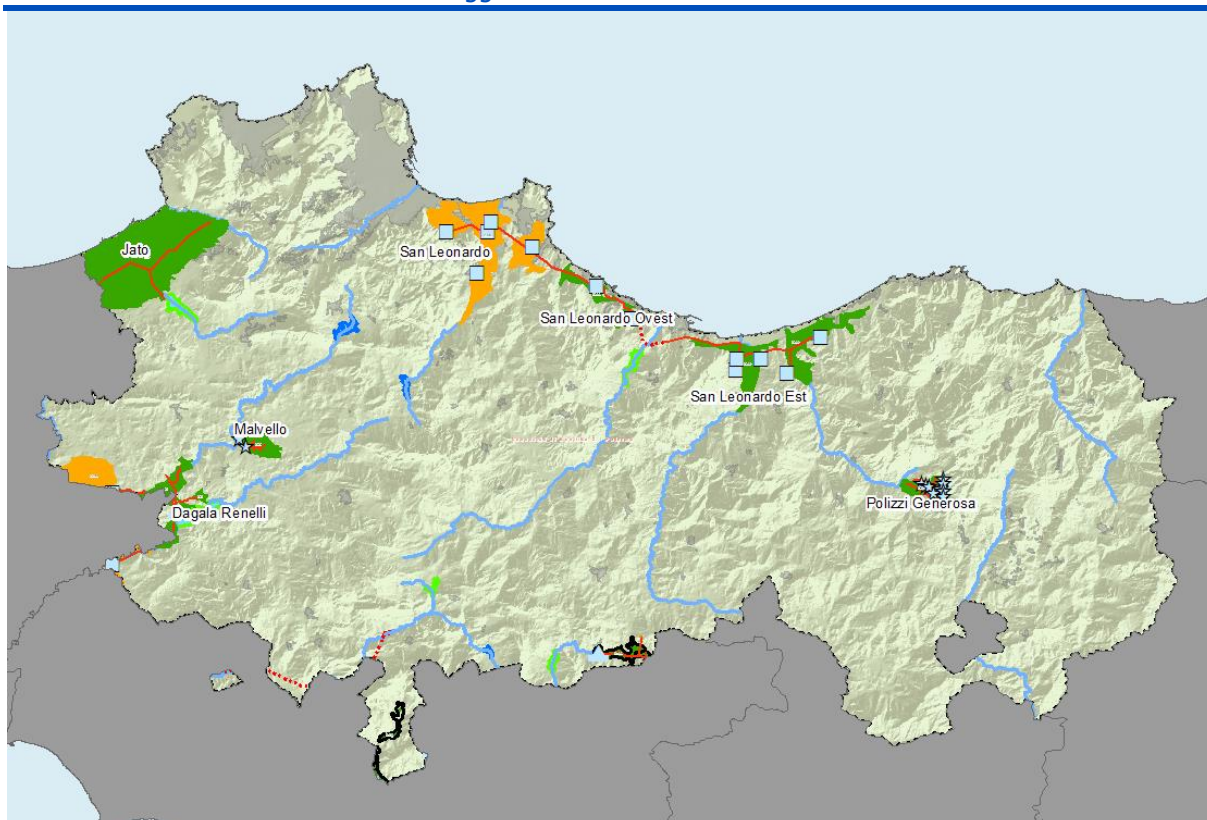 Jato
San Leonardo
San Leonardo Ovest
San Leonardo Est
Malvello
Polizzi Generosa
Dagala Renelli